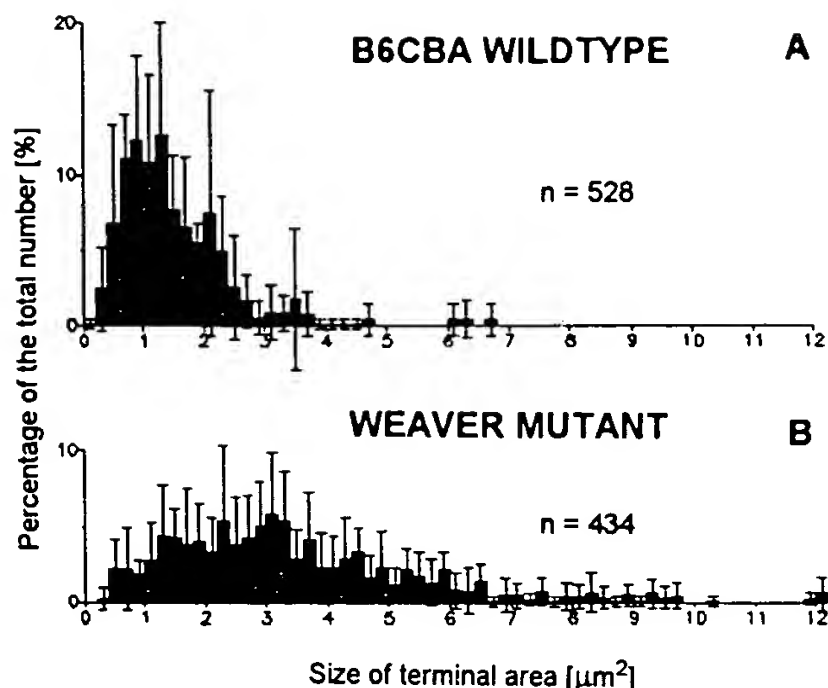 B6CBA WILDTYPE
A
n = 528
20
10
0
0 1 2 3 4 5 6 7 8 9 10 11 12
Percentage of the total number [%]
WEAVER MUTANT
B
n = 434
10
0
0 1 2 3 4 5 6 7 8 9 10 11 12
Size of terminal area [μm²]